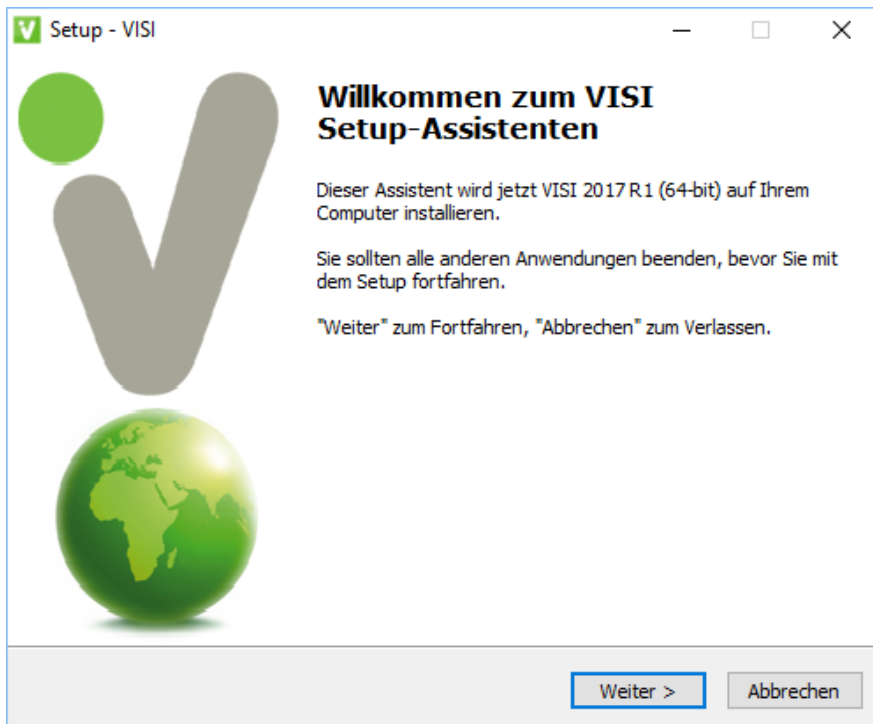 Setup - VISI
Willkommen zum VISI
Setup-Assistenten
Dieser Assistent wird jetzt VISI 2017 R1 (64-bit) auf Ihrem
Computer installieren.
Sie sollten alle anderen Anwendungen beenden, bevor Sie mit
dem Setup fortfahren.
"Weiter" zum Fortfahren, "Abbrechen" zum Verlassen.
Weiter >
Abbrechen